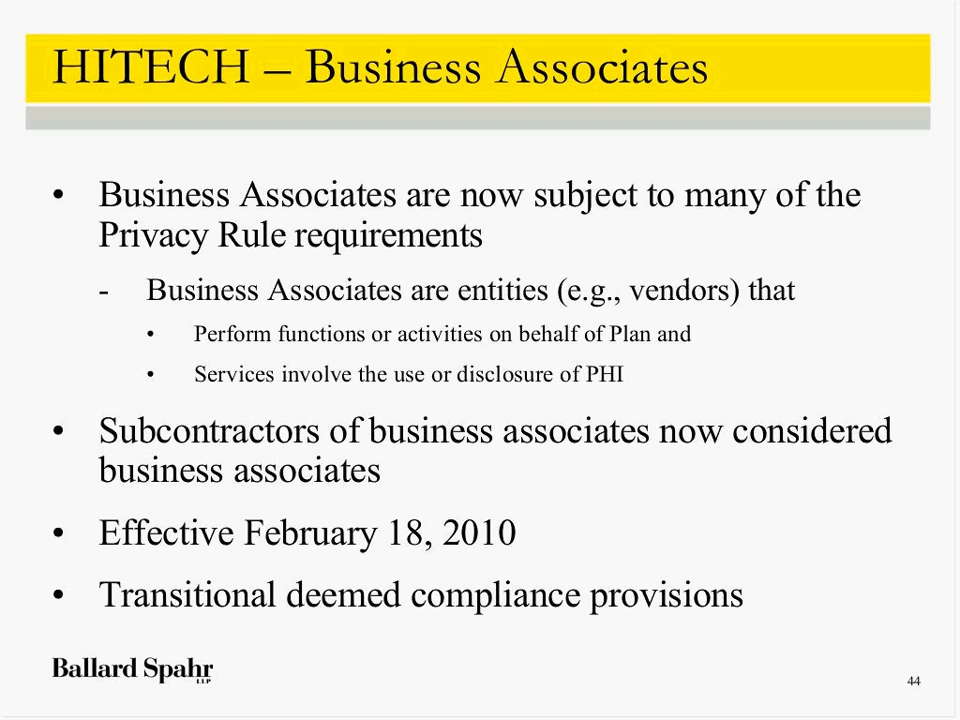 HITECH – Business Associates
• Business Associates are now subject to many of the
Privacy Rule requirements
- Business Associates are entities (e.g., vendors) that
• Perform functions or activities on behalf of Plan and
• Services involve the use or disclosure of PHI
• Subcontractors of business associates now considered
business associates
• Effective February 18, 2010
• Transitional deemed compliance provisions
Ballard Spahr
LLP
44